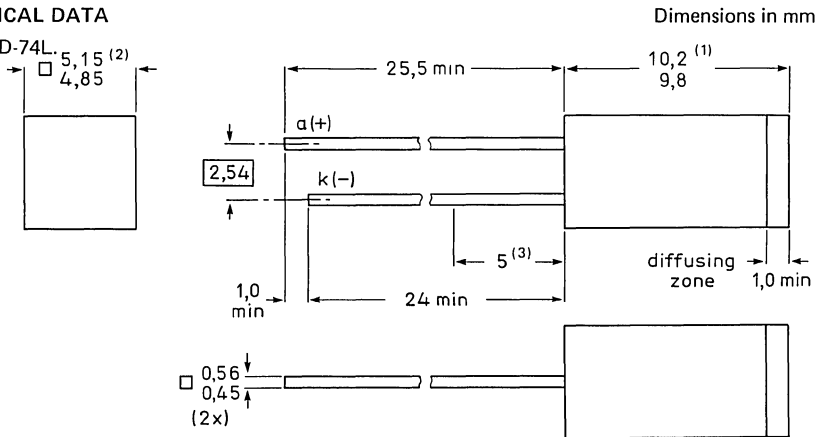 ICAL DATA
Dimensions in mm
D-74L.
□ 5,15 (2)
4,85
25,5 min
10,2 (1)
9,8
a(+)
2,54
k(–)
5 (3)
diffusing
zone
1,0 min
1,0
min
24 min
□ 0,56
0,45
(2x)